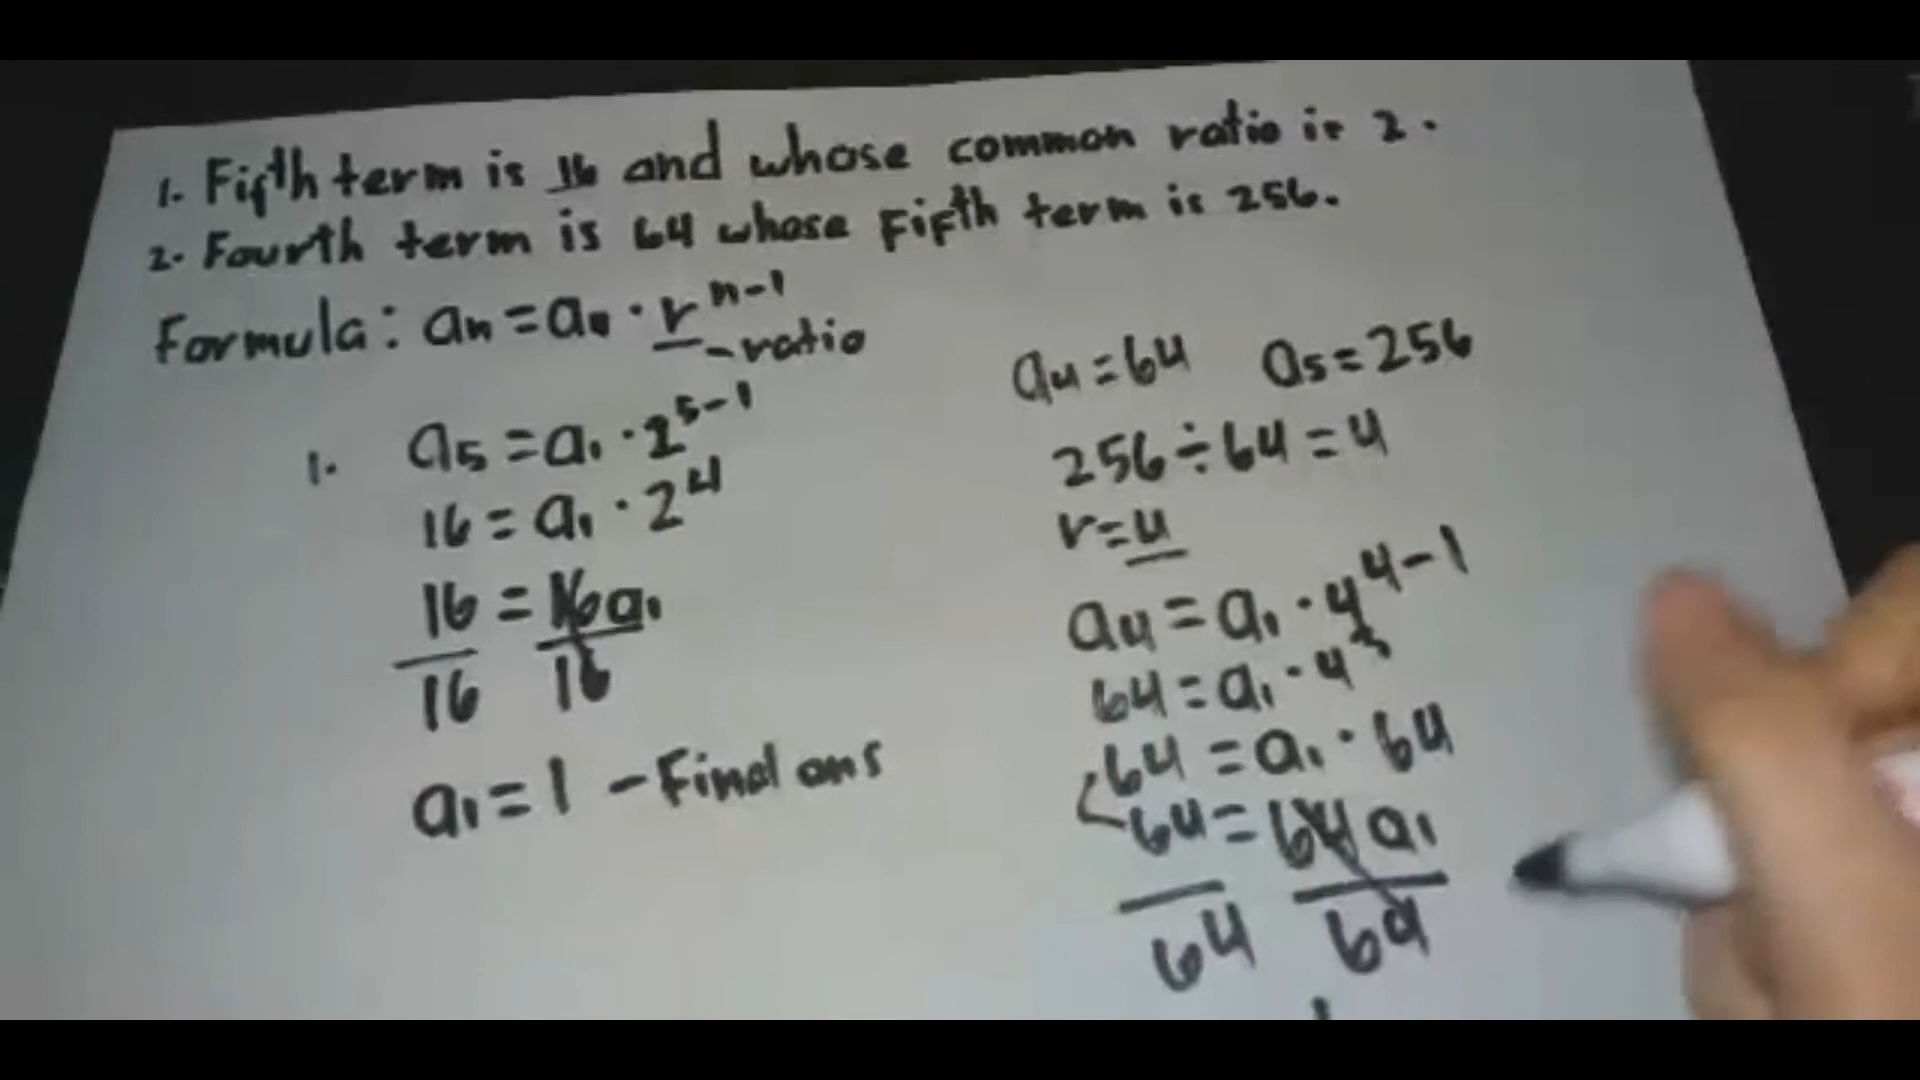 1. Fifth term is 16 and whose common ratio is 2.
2. Fourth term is 64 whose Fifth term is 256.
Formula: an = a1 · r^n-1
- ratio
1. a5 = a1 · 2^5-1
16 = a1 · 2^4
16 = 16a1
16 16
a1 = 1 - Final ans
a4 = 64 a5 = 256
256 ÷ 64 = 4
r = 4
a4 = a1 · 4^4-1
64 = a1 · 4^3
64 = a1 · 64
64 = 64 a1
64 64